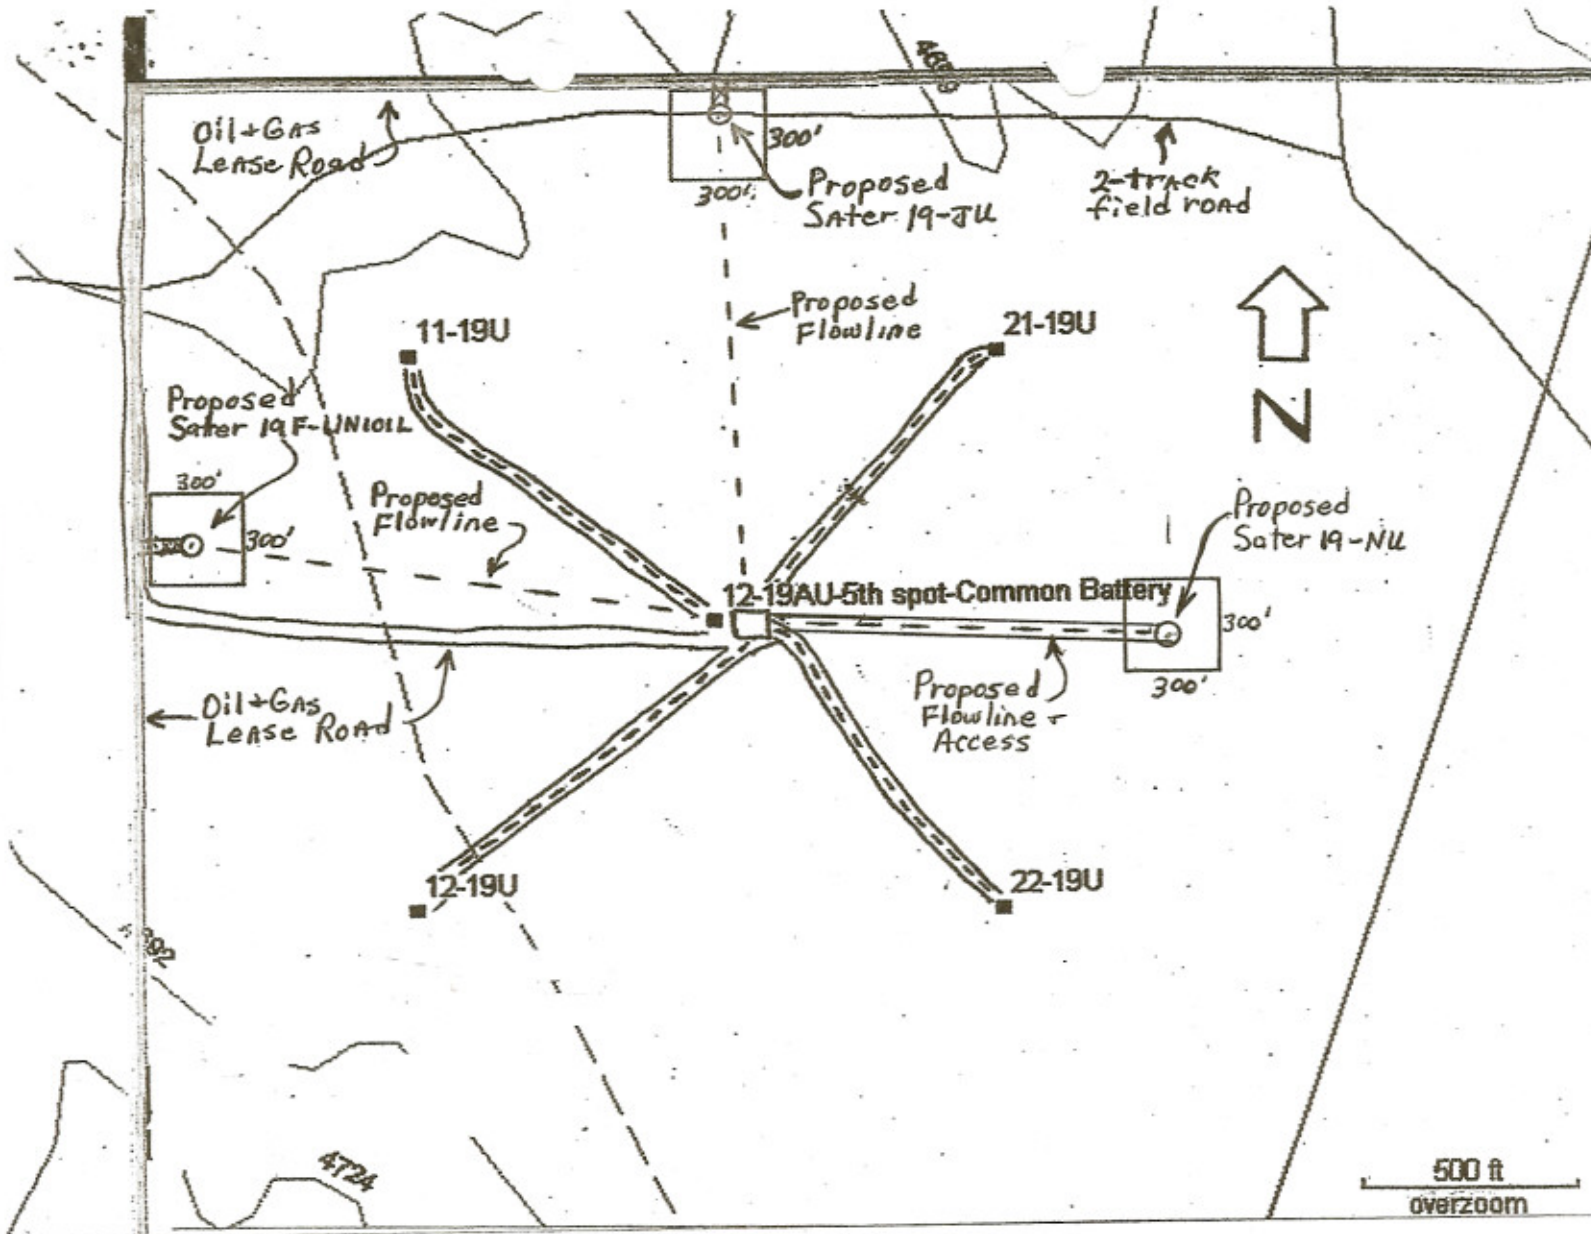 Oil+GAS
Lease Road
300'
300'
Proposed
Sater 19-JU
2-track
field road
Proposed
Flowline
11-19U
21-19U
N
Proposed
Sater 19F-UNIOIL
300'
300'
Proposed
Flowline
Proposed
Sater 19-NU
12-19AU-5th spot-Common Battery
300'
300'
Oil+GAS
Lease Road
Proposed
Flowline +
Access
12-19U
22-19U
4724
500 ft
overzoom